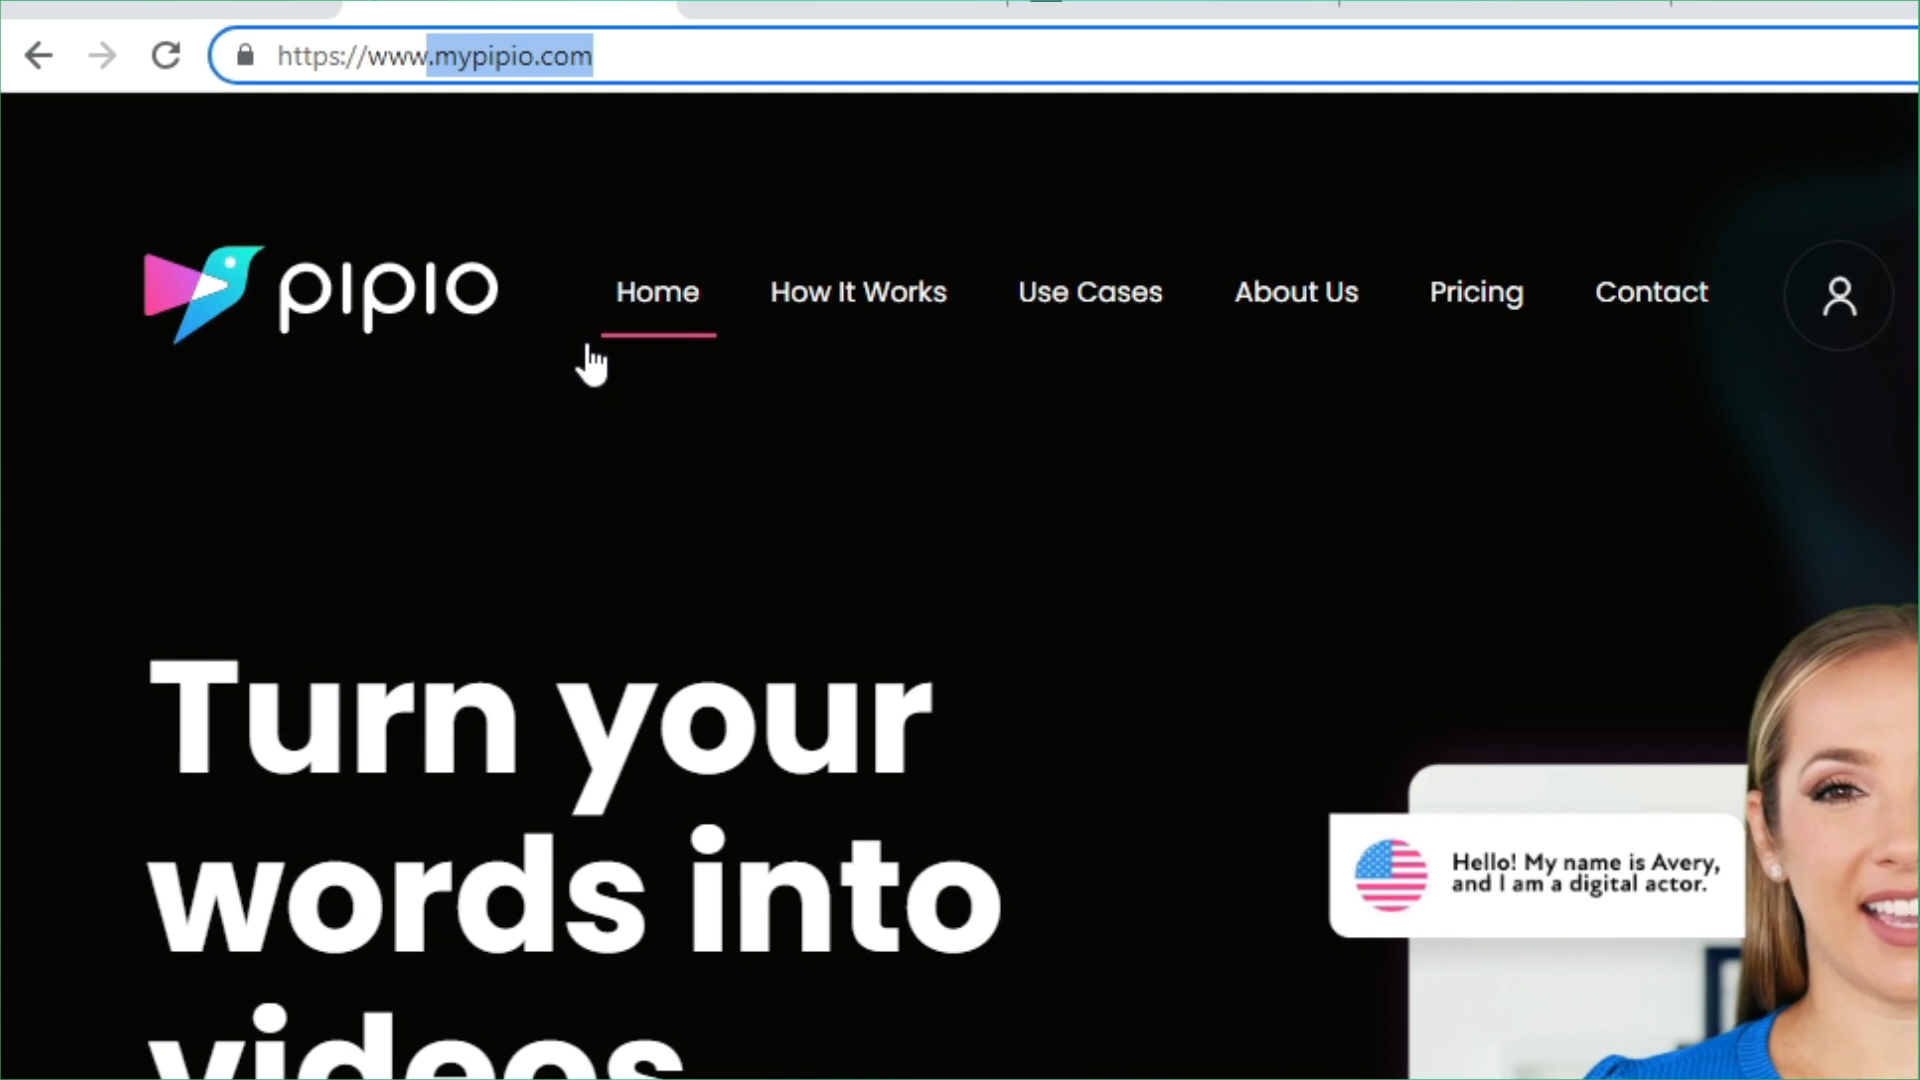 https://www.mypipio.com
pipio
Home How It Works Use Cases About Us Pricing Contact
Turn your
words into
videos
Hello! My name is Avery,
and I am a digital actor.